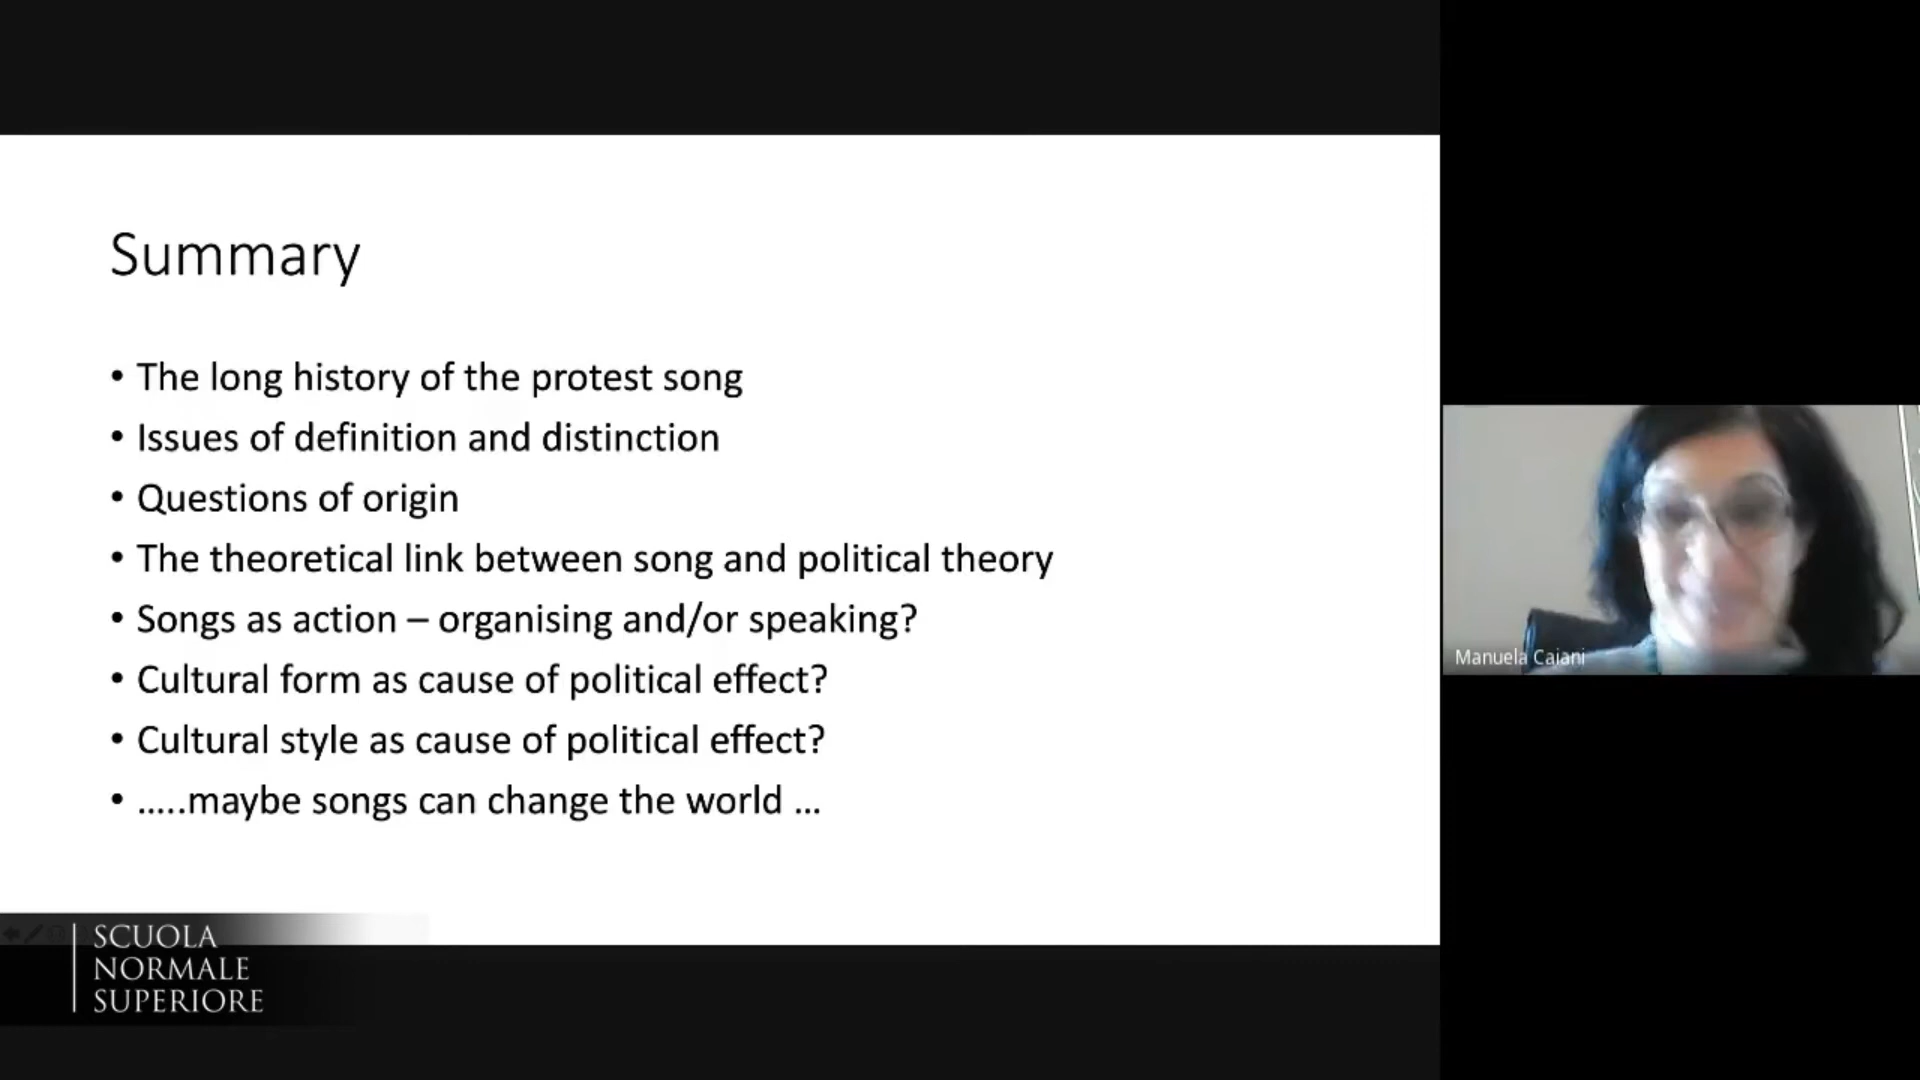 Summary
• The long history of the protest song
• Issues of definition and distinction
• Questions of origin
• The theoretical link between song and political theory
• Songs as action – organising and/or speaking?
• Cultural form as cause of political effect?
• Cultural style as cause of political effect?
• …..maybe songs can change the world …
Manuela Caiani
SCUOLA
NORMALE
SUPERIORE